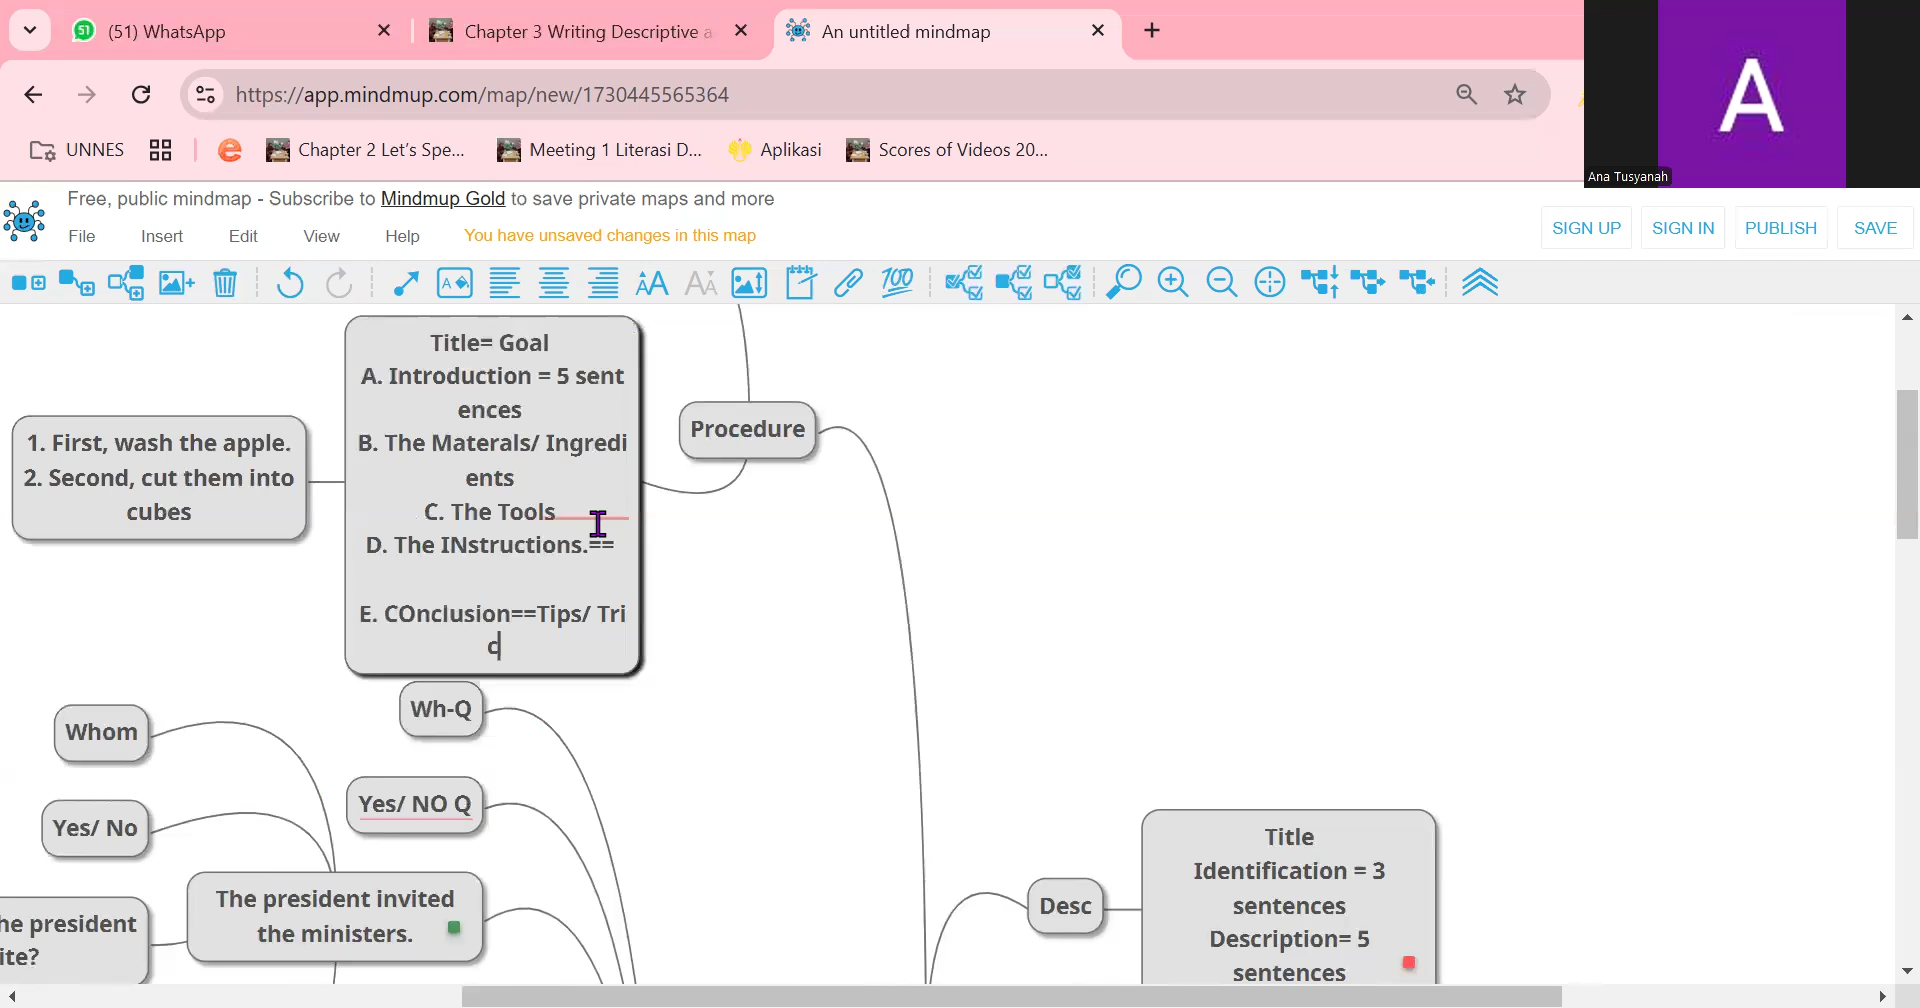 51
(51) WhatsApp
Chapter 3 Writing Descriptive a
An untitled mindmap
https://app.mindmup.com/map/new/1730445565364
UNNES
Chapter 2 Let's Spe...
Meeting 1 Literasi D...
Aplikasi
Scores of Videos 20...
A
Ana Tusyanah
Free, public mindmap - Subscribe to Mindmup Gold to save private maps and more
File Insert Edit View Help You have unsaved changes in this map
SIGN UP SIGN IN PUBLISH SAVE
Title= Goal
A. Introduction = 5 sent
ences
B. The Materals/ Ingredi
ents
C. The Tools
D. The INstructions.==
E. COnclusion==Tips/ Tri
c
1. First, wash the apple.
2. Second, cut them into
cubes
Procedure
Wh-Q
Whom
Yes/ NO Q
Yes/ No
The president invited
the ministers.
he president
ite?
Desc
Title
Identification = 3
sentences
Description= 5
sentences